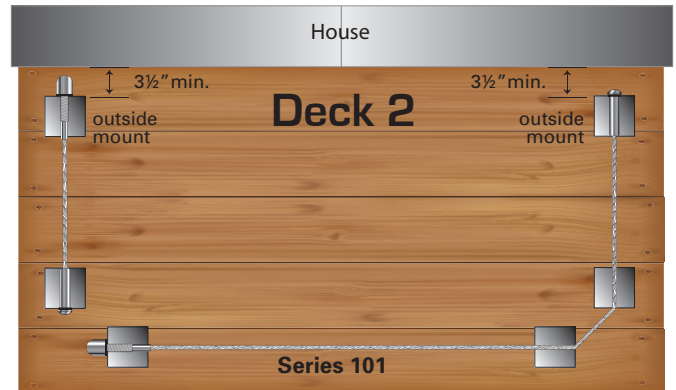 House
3½” min.
3½” min.
Deck 2
outside
mount
outside
mount
Series 101